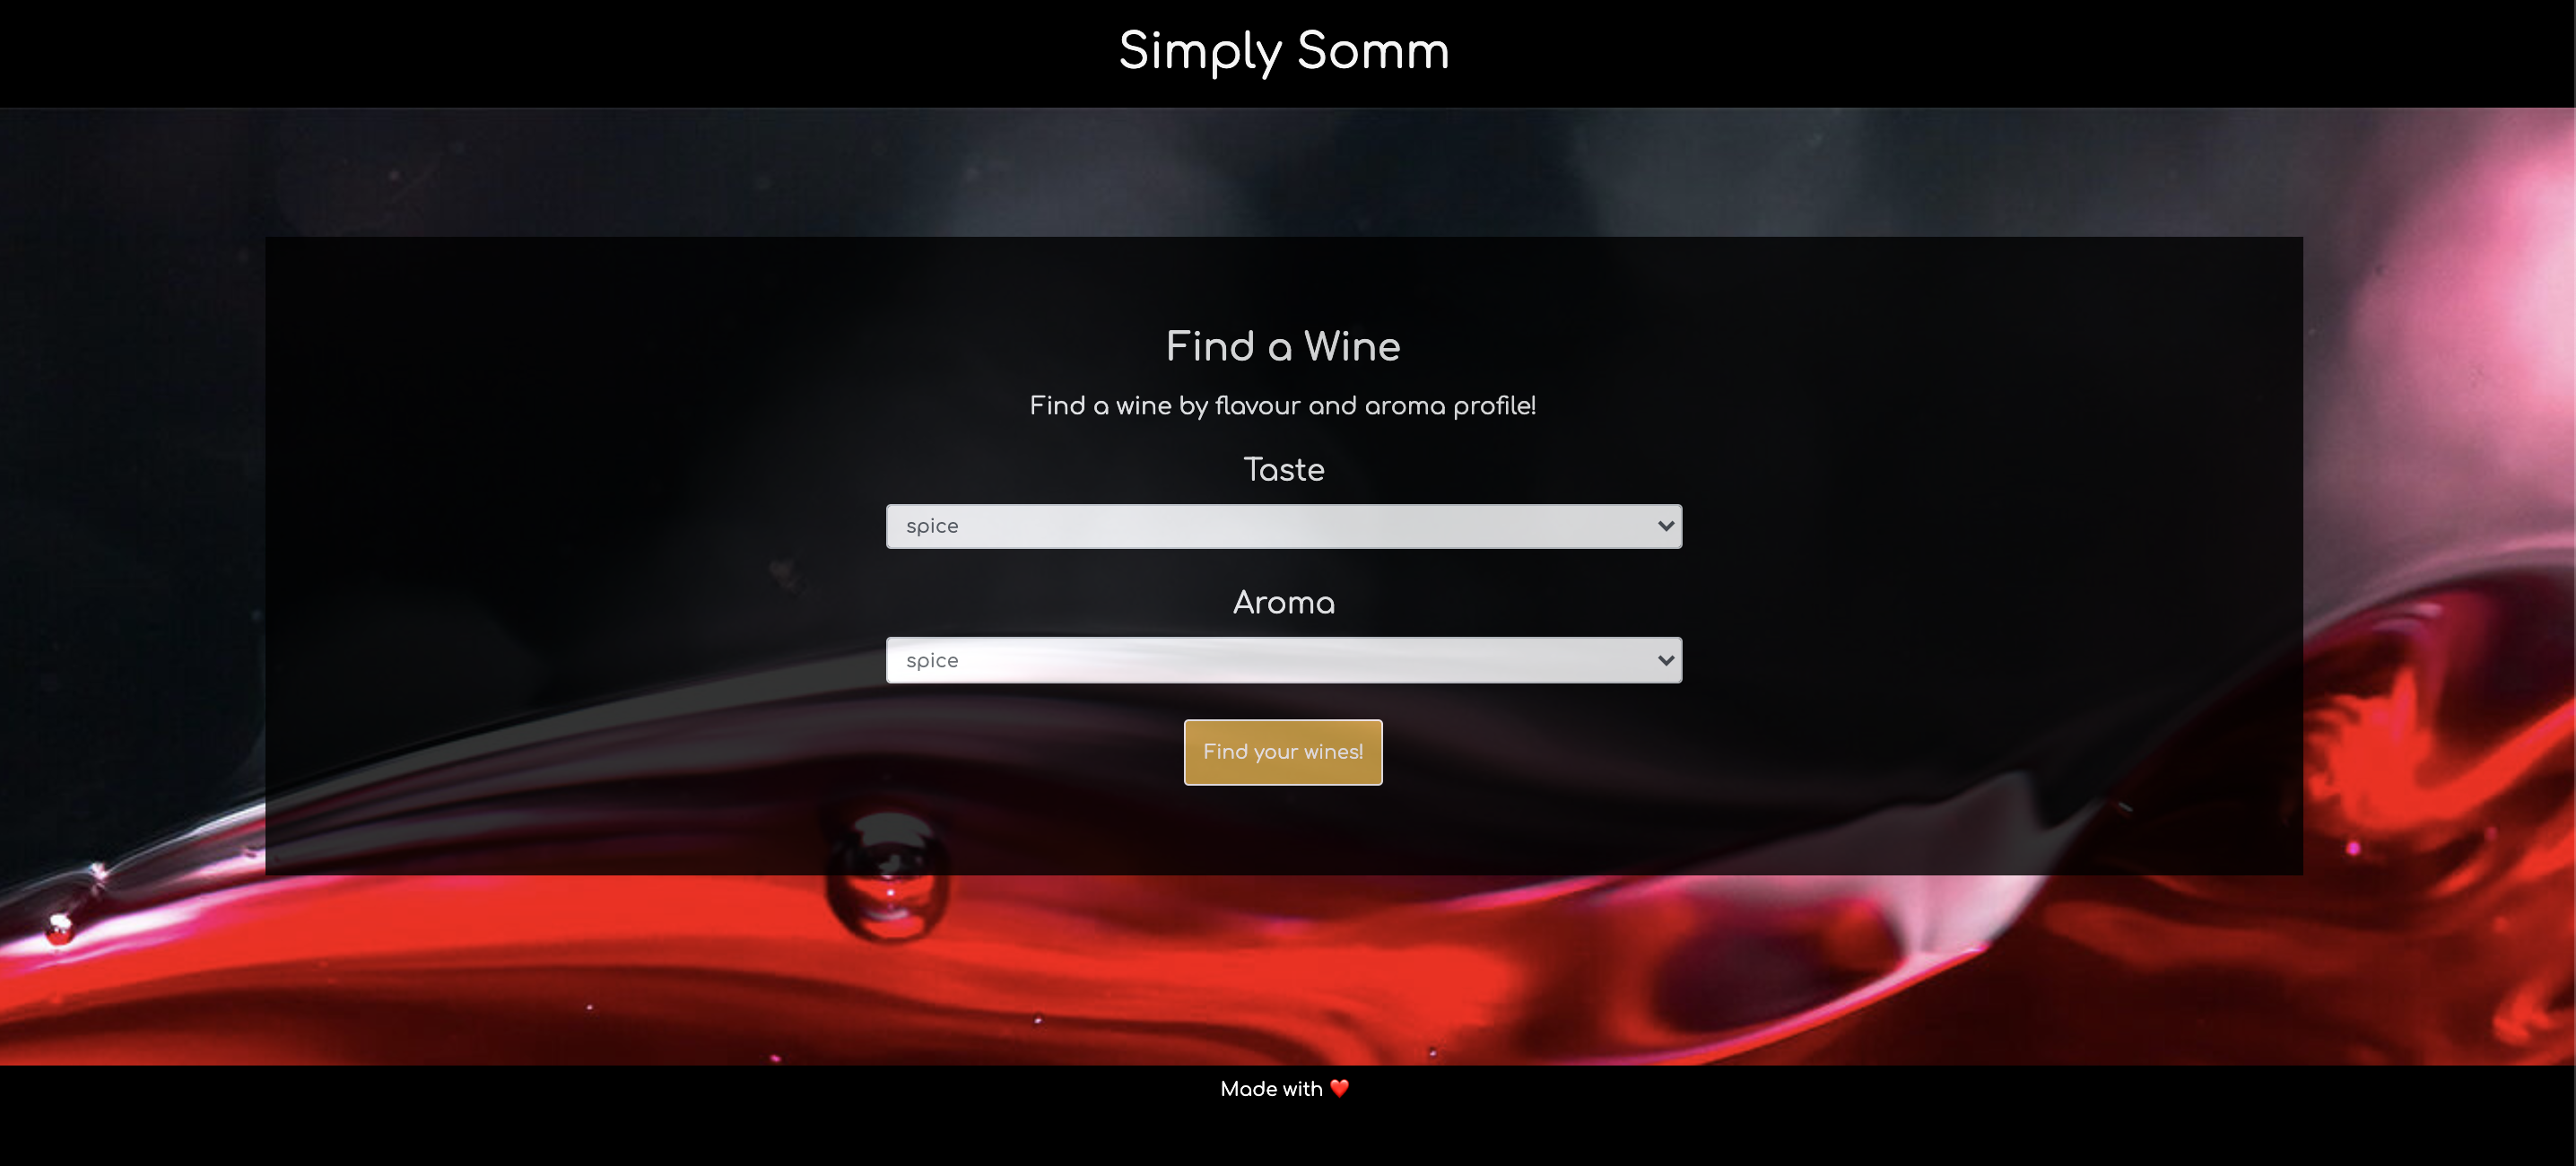 Simply Somm
Find a Wine
Find a wine by flavour and aroma profile!
Taste
spice
Aroma
spice
Find your wines!
Made with ❤️